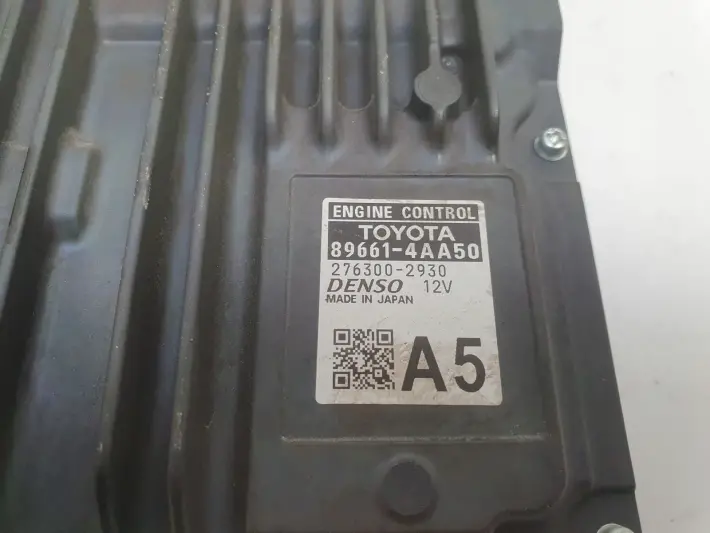 ENGINE CONTROL
TOYOTA
89661-4AA50
276300-2930
DENSO 12V
MADE IN JAPAN
A5